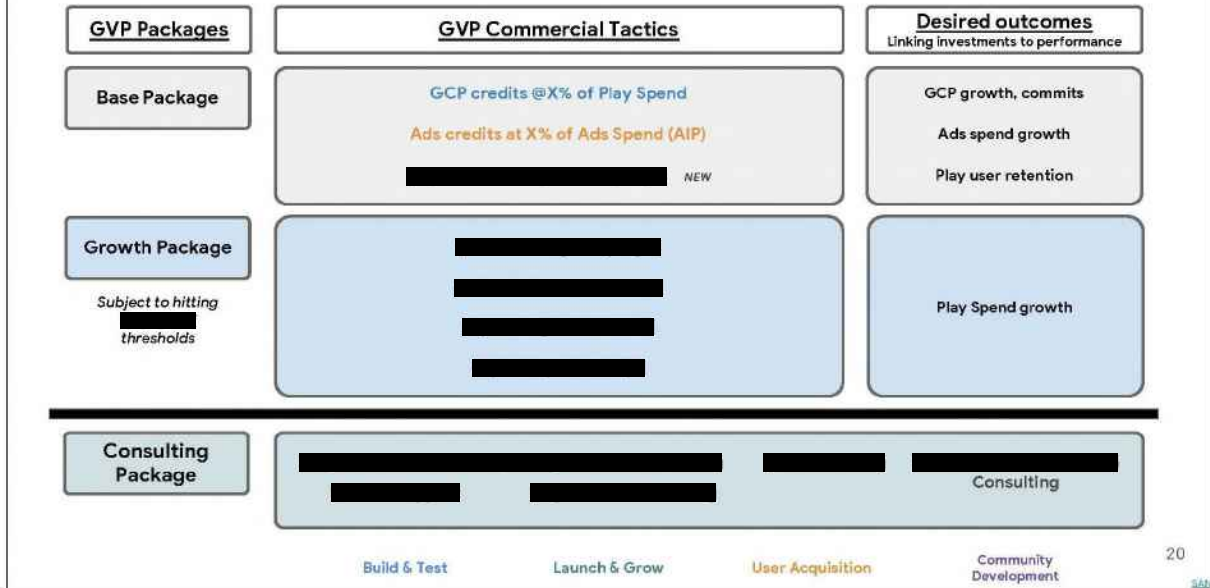 GVP Packages
GVP Commercial Tactics
Desired outcomes
Linking investments to performance
Base Package
GCP credits @X% of Play Spend
GCP growth, commits
Ads credits at X% of Ads Spend (AIP)
Ads spend growth
NEW
Play user retention
Growth Package
Subject to hitting
thresholds
Play Spend growth
Consulting
Package
Consulting
Build & Test
Launch & Grow
User Acquisition
Community
Development
20
SAN